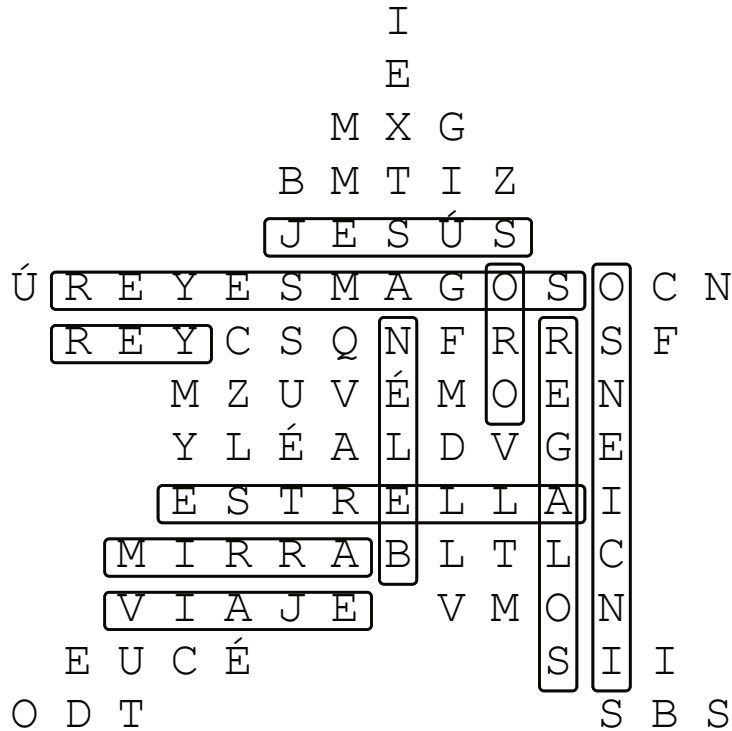 I
E
M X G
B M T I Z
J E S Ú S
Ú R E Y E S M A G O S O C N
R E Y C S Q N F R R S F
M Z U V É M O E N
Y L É A L D V G E
E S T R E L L A I
M I R R A B L T L C
V I A J E V M O N
E U C É S I I
O D T S B S